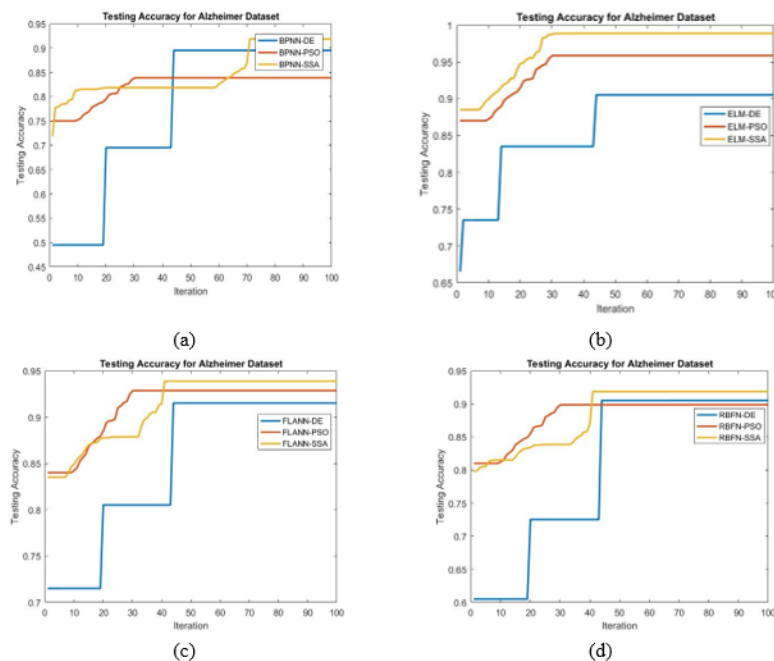 Testing Accuracy for Alzheimer Dataset
0.95
0.9
0.85
0.8
0.75
0.7
0.65
0.6
0.55
0.5
0.45
Testing Accuracy
BPNN-DE
BPNN-PSO
BPNN-SSA
0 10 20 30 40 50 60 70 80 90 100
Iteration
(a)
Testing Accuracy for Alzheimer Dataset
1
0.95
0.9
0.85
0.8
0.75
0.7
0.65
Testing Accuracy
ELM-DE
ELM-PSO
ELM-SSA
0 10 20 30 40 50 60 70 80 90 100
Iteration
(b)
Testing Accuracy for Alzheimer Dataset
0.95
0.9
0.85
0.8
0.75
0.7
Testing Accuracy
FLANN-DE
FLANN-PSO
FLANN-SSA
0 10 20 30 40 50 60 70 80 90 100
Iteration
(c)
Testing Accuracy for Alzheimer Dataset
0.95
0.9
0.85
0.8
0.75
0.7
0.65
0.6
Testing Accuracy
RBFN-DE
RBFN-PSO
RBFN-SSA
0 10 20 30 40 50 60 70 80 90 100
Iteration
(d)